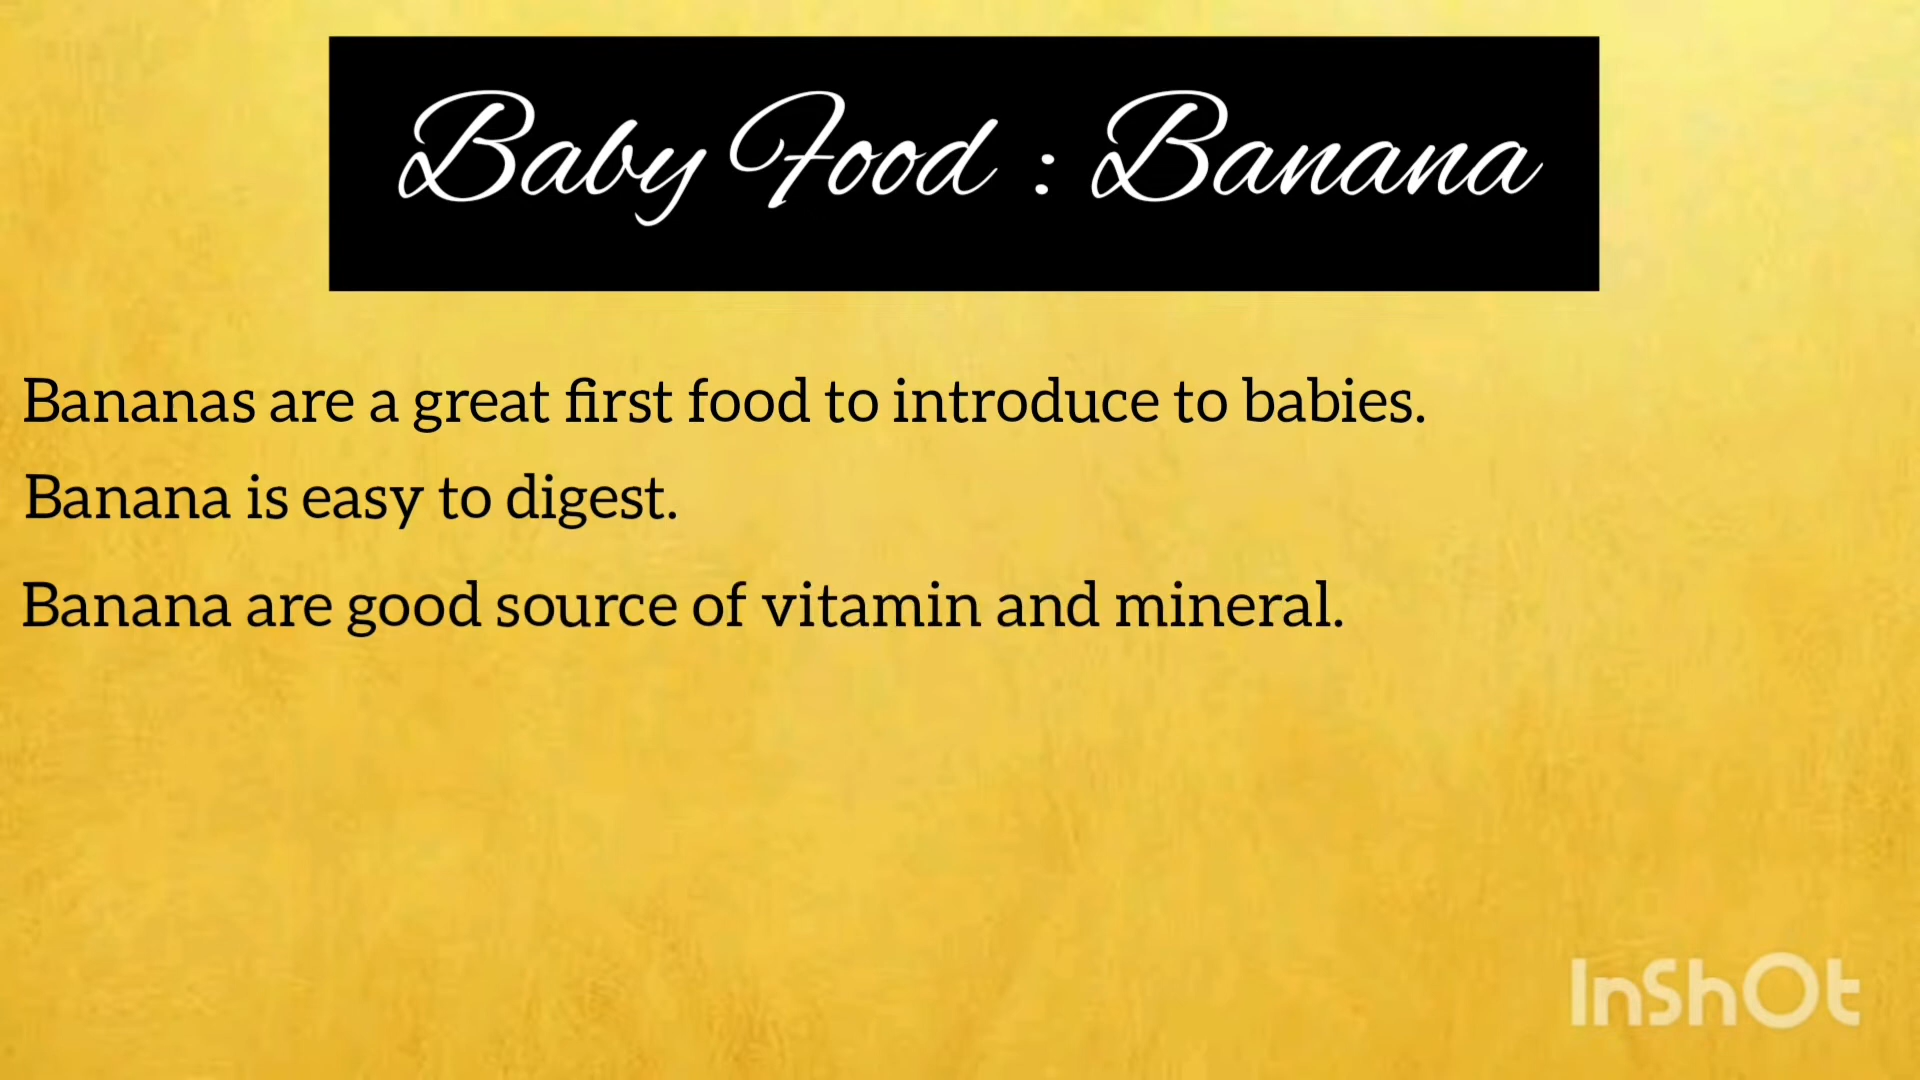 Baby Food : Banana
Bananas are a great first food to introduce to babies.
Banana is easy to digest.
Banana are good source of vitamin and mineral.
InShOt